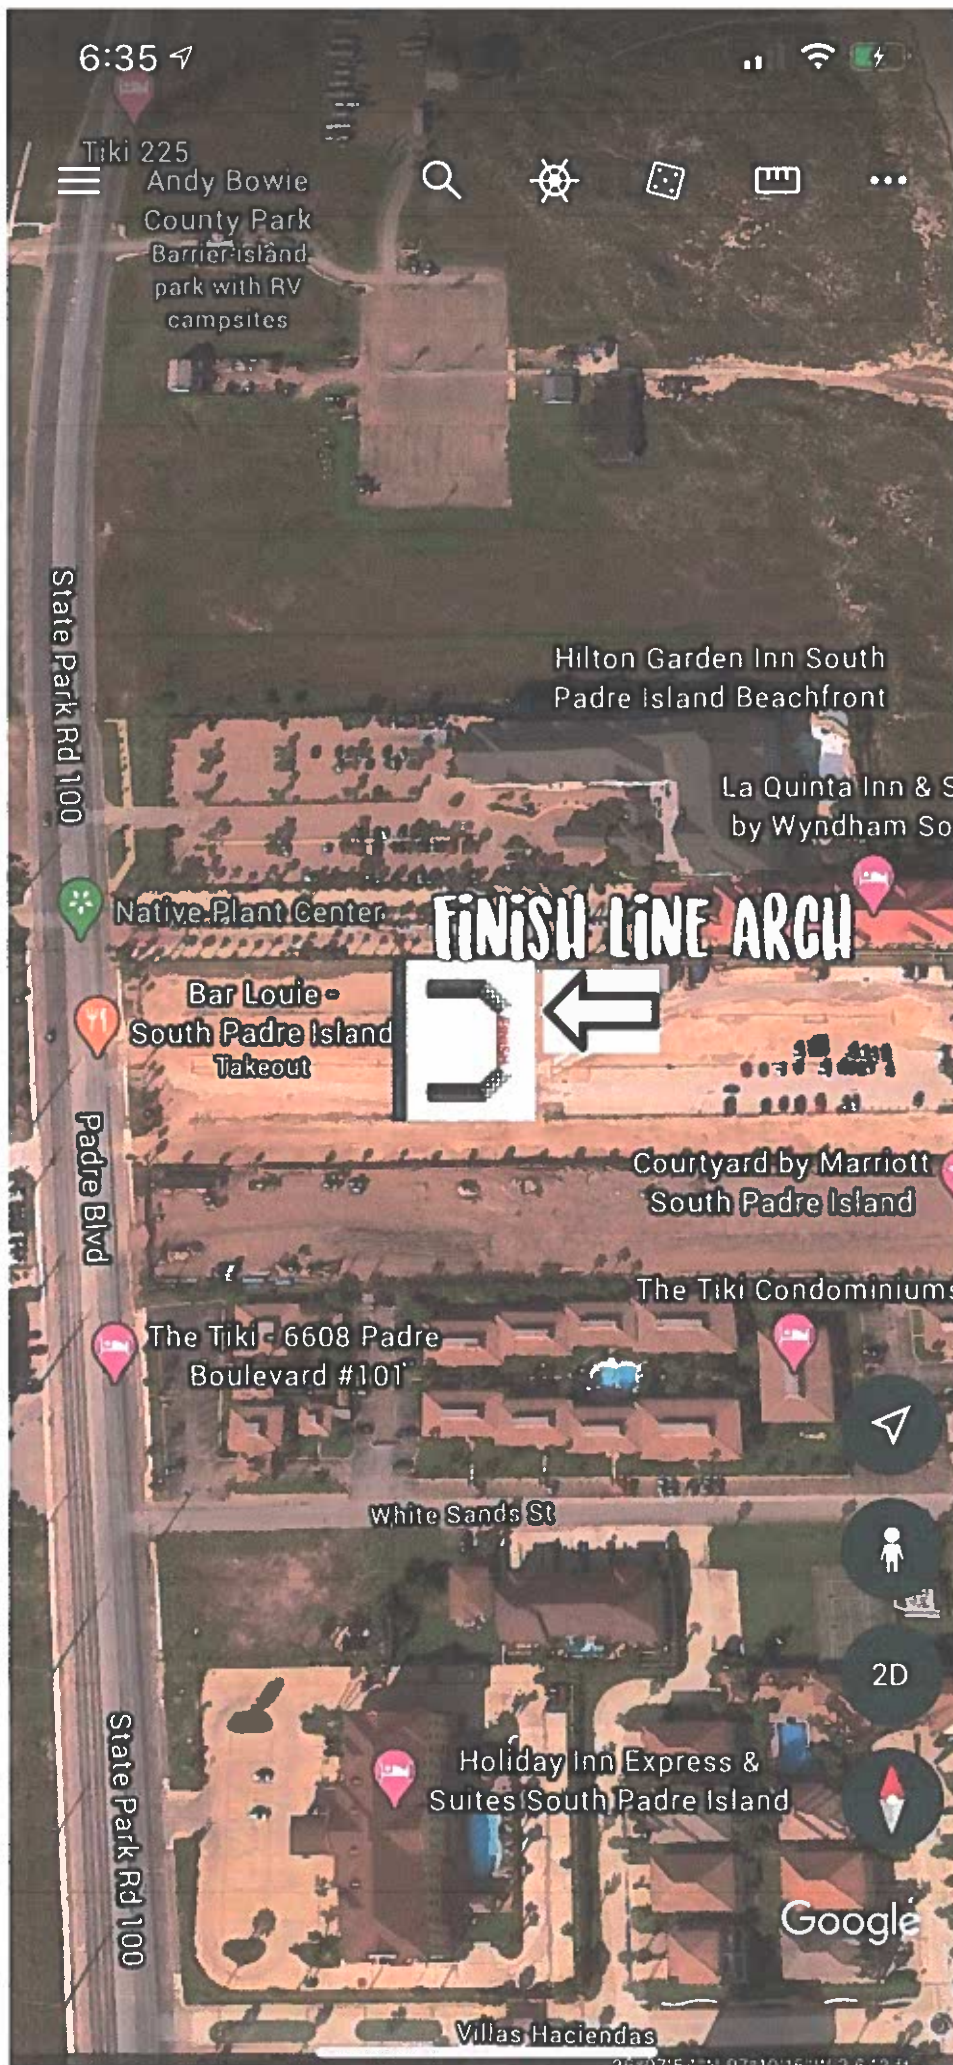 6:35
Tiki 225
Andy Bowie
County Park
Barrier-island
park with RV
campsites
State Park Rd 100
Hilton Garden Inn South
Padre Island Beachfront
La Quinta Inn & S
by Wyndham So
Native Plant Center
FINISH LINE ARCH
Bar Louie -
South Padre Island
Takeout
FINISH
Padre Blvd
Courtyard by Marriott
South Padre Island
The Tiki Condominiums
The Tiki - 6608 Padre
Boulevard #101
White Sands St
2D
State Park Rd 100
Holiday Inn Express &
Suites South Padre Island
Google
Villas Haciendas